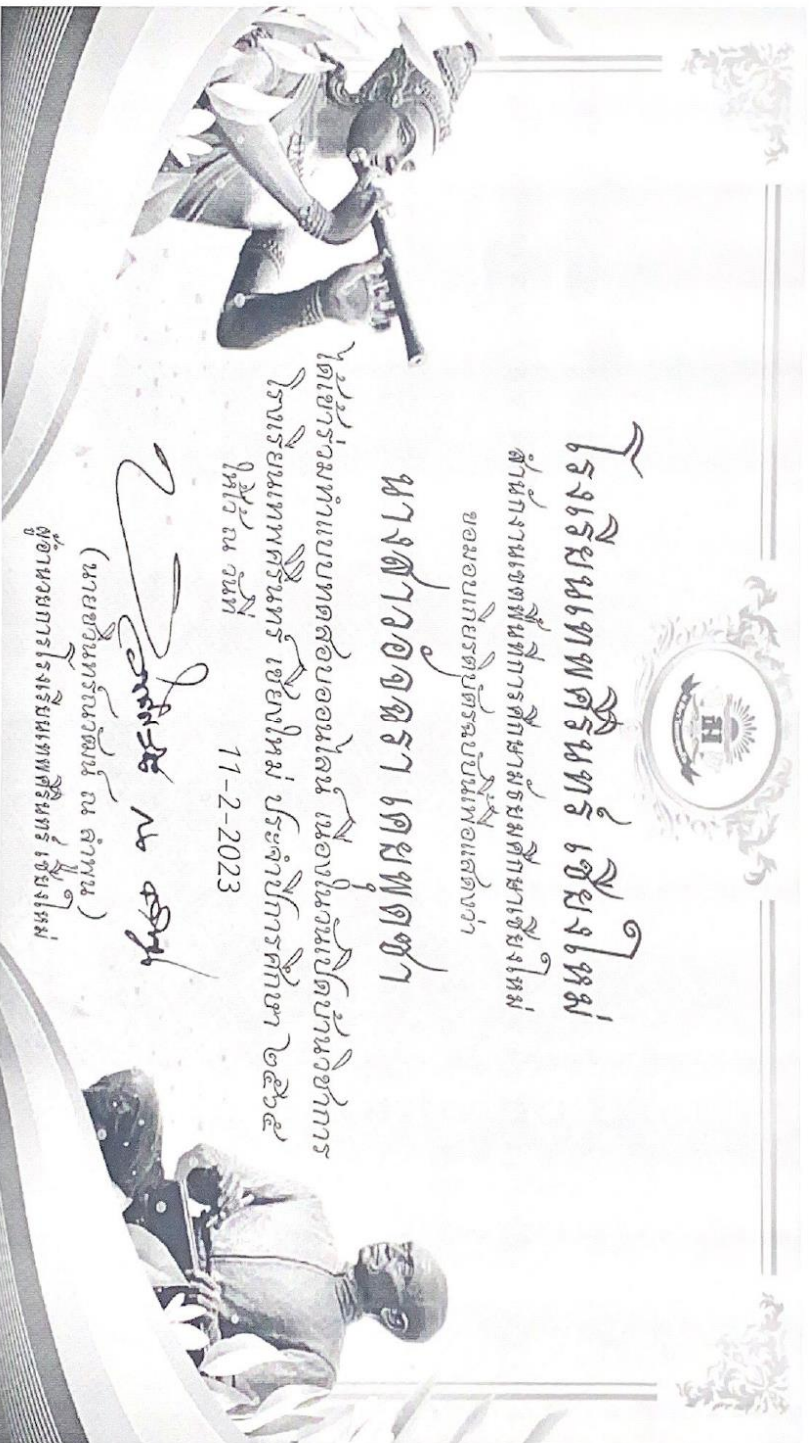 โรงเรียนเทพศิรินทร์ เชียงใหม่
สำนักงานเขตพื้นที่การศึกษามัธยมศึกษาเชียงใหม่
ขอมอบเกียรติบัตรฉบับนี้เพื่อแสดงว่า
นางสาวอัจฉรา เดยพุดซา
ได้เข้าร่วมทำแบบทดสอบออนไลน์ เนื่องในวันเปิดบ้านวิชาการ
โรงเรียนเทพศิรินทร์ เชียงใหม่ ประจำปีการศึกษา ๒๕๖๕
ให้ไว้ ณ วันที่ 11-2-2023
(นายชวินทร์ณวัฒน์ ณ ลำพูน)
ผู้อำนวยการโรงเรียนเทพศิรินทร์ เชียงใหม่